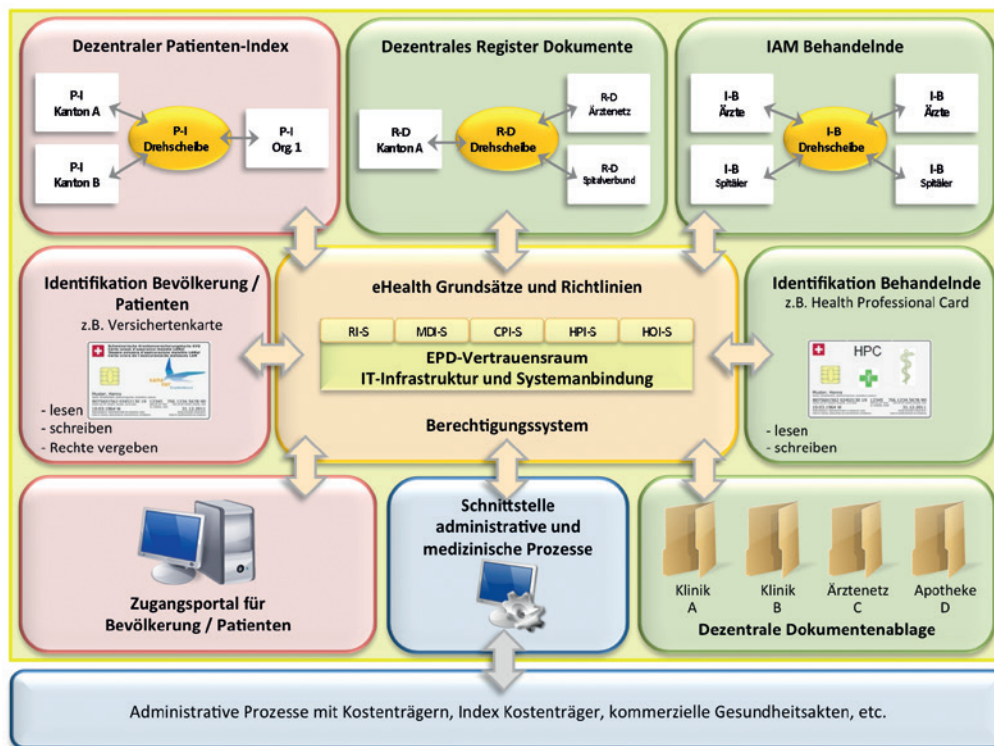 Dezentraler Patienten-Index
P-I
Kanton A
P-I
Drehscheibe
P-I
Org. 1
P-I
Kanton B
Dezentrales Register Dokumente
R-D
Kanton A
R-D
Drehscheibe
R-D
Ärztenetz
R-D
Spitalverbund
IAM Behandelnde
I-B
Ärzte
I-B
Ärzte
I-B
Drehscheibe
I-B
Spitäler
I-B
Spitäler
Identifikation Bevölkerung /
Patienten
z.B. Versichertenkarte
- lesen
- schreiben
- Rechte vergeben
eHealth Grundsätze und Richtlinien
RI-S
MDI-S
CPI-S
HPI-S
HOI-S
EPD-Vertrauensraum
IT-Infrastruktur und Systemanbindung
Berechtigungssystem
Identifikation Behandelnde
z.B. Health Professional Card
HPC
- lesen
- schreiben
Zugangsportal für
Bevölkerung / Patienten
Schnittstelle
administrative und
medizinische Prozesse
Klinik
A
Klinik
B
Ärztenetz
C
Apotheke
D
Dezentrale Dokumentenablage
Administrative Prozesse mit Kostenträgern, Index Kostenträger, kommerzielle Gesundheitsakten, etc.